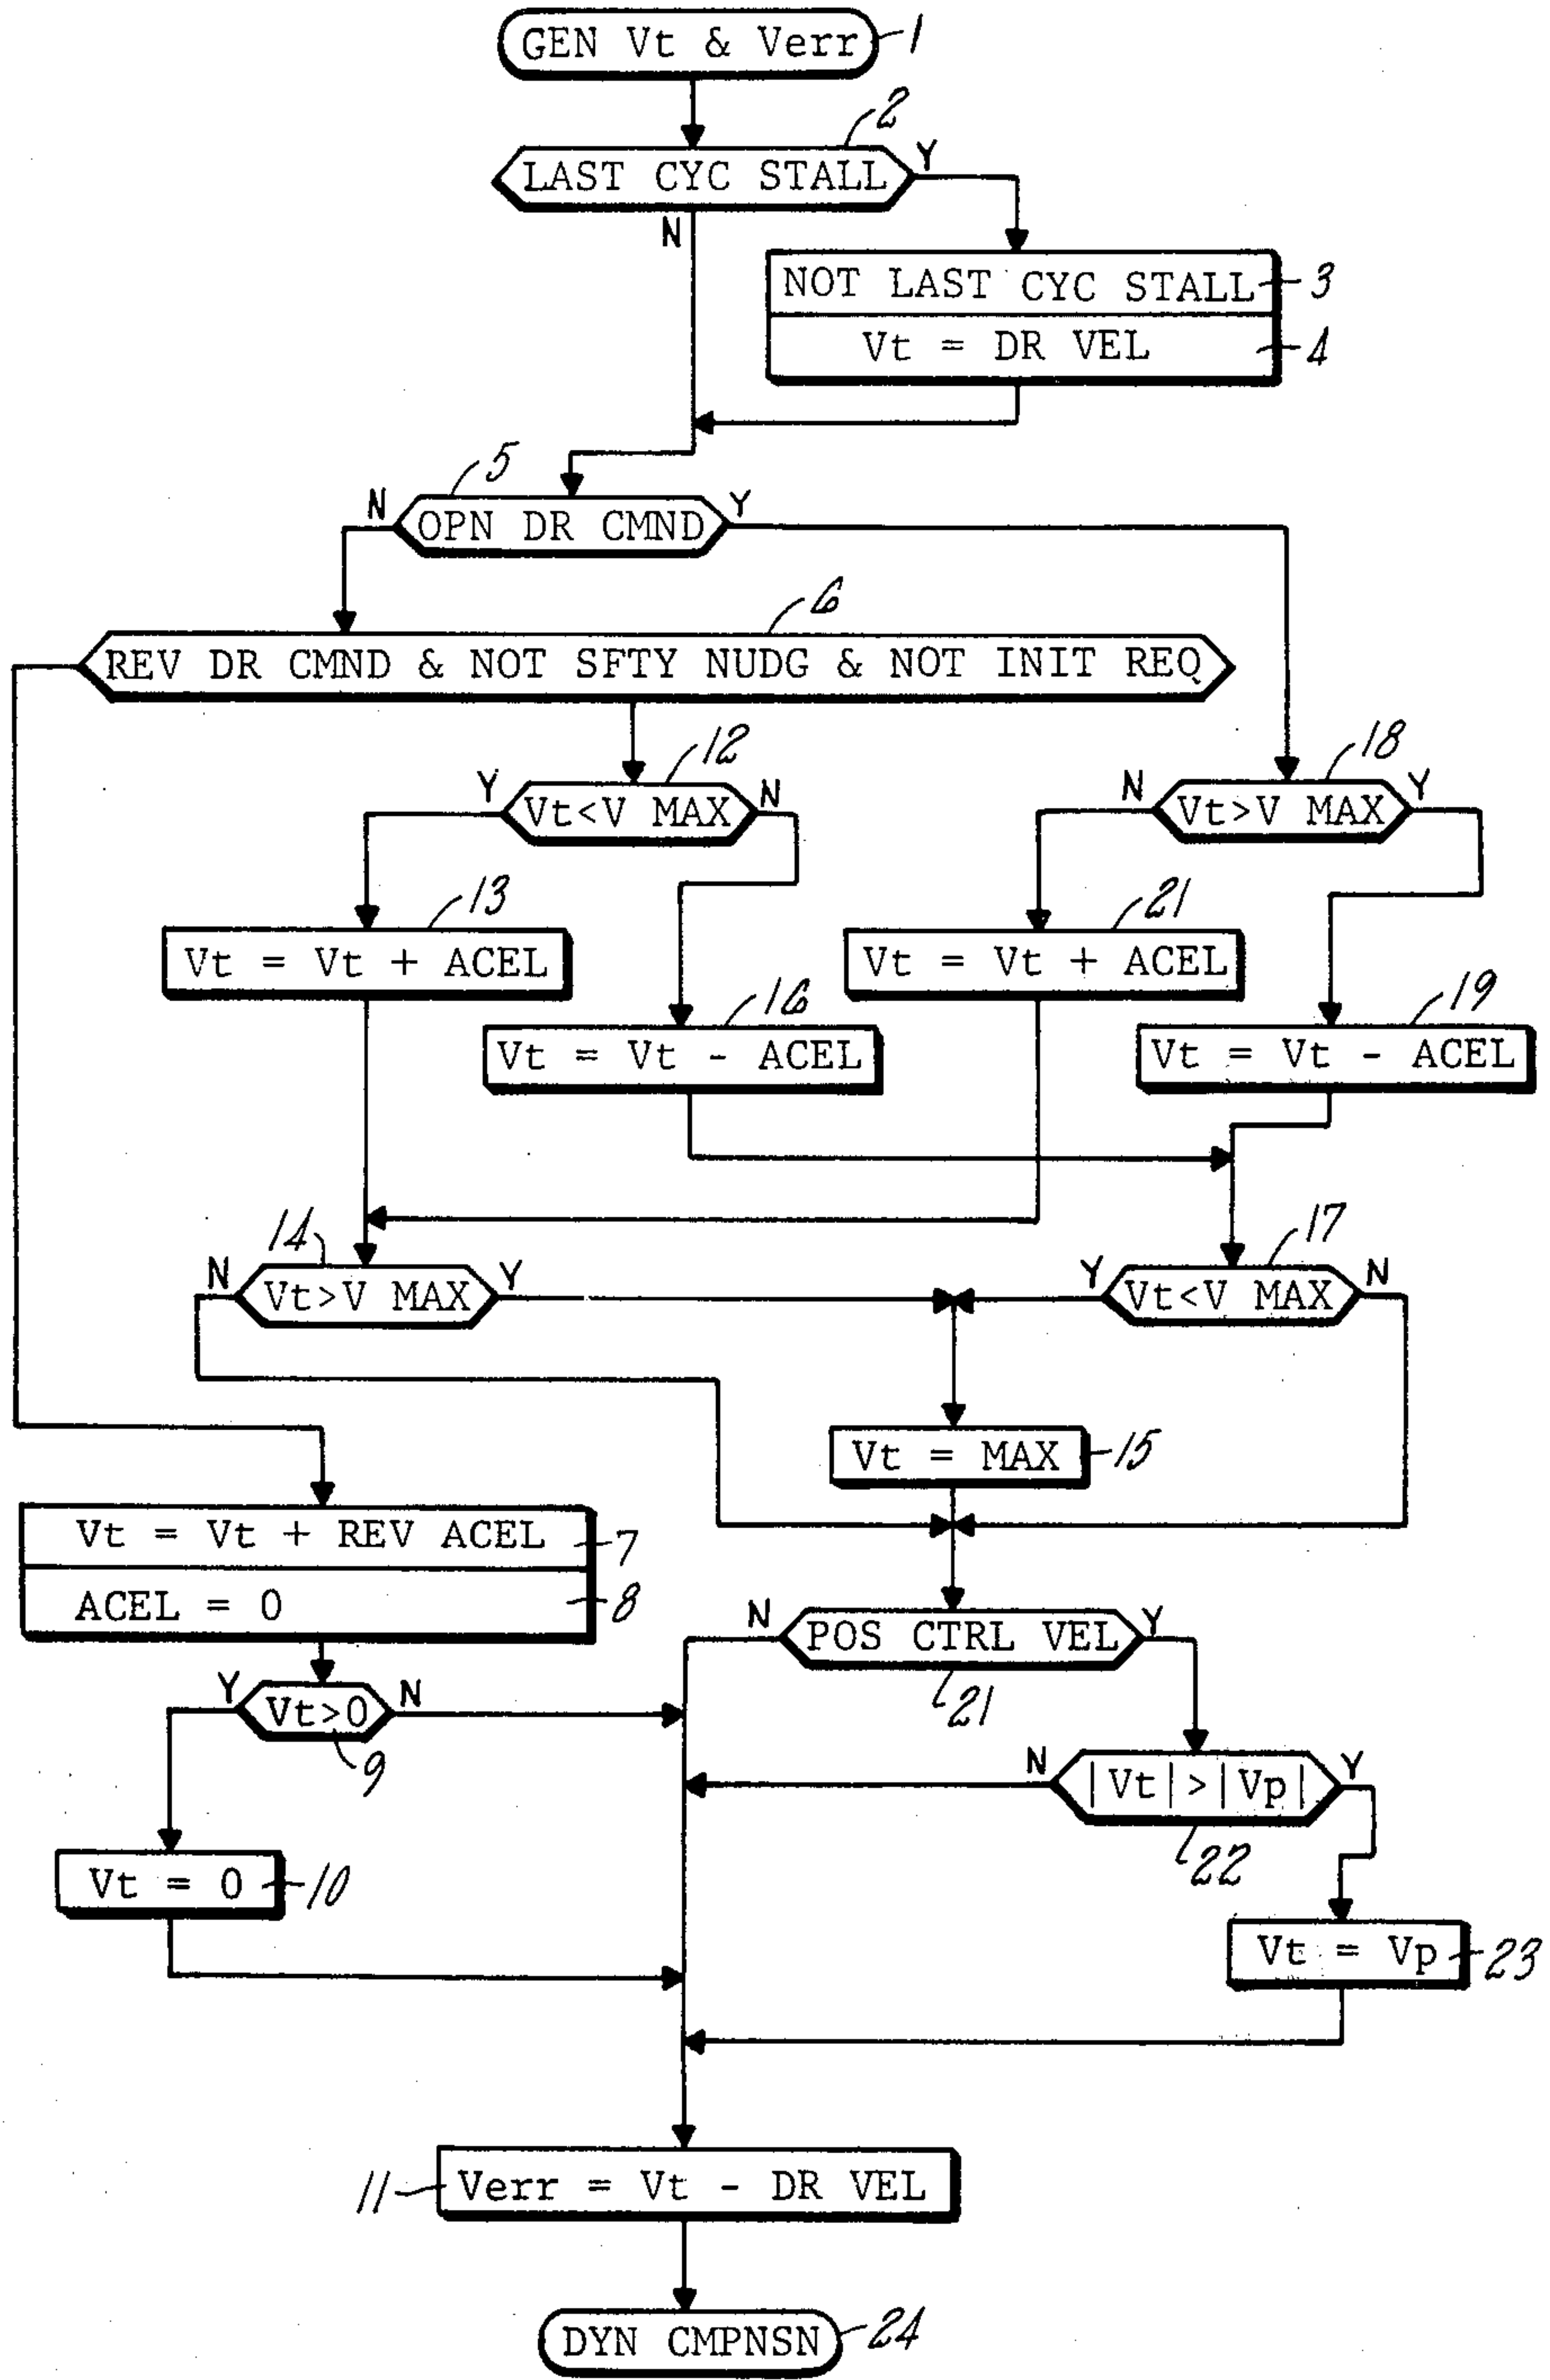 GEN Vt & Verr 1
LAST CYC STALL 2
Y
N
NOT LAST CYC STALL 3
Vt = DR VEL 4
5
N OPN DR CMND Y
6
REV DR CMND & NOT SFTY NUDG & NOT INIT REQ
12 18
Y Vt<V MAX N
N Vt>V MAX Y
13 21
Vt = Vt + ACEL
Vt = Vt + ACEL
16 19
Vt = Vt - ACEL
Vt = Vt - ACEL
14 17
N Vt>V MAX Y
Y Vt<V MAX N
Vt = MAX 15
Vt = Vt + REV ACEL 7
ACEL = 0 8
N POS CTRL VEL Y
21
Y Vt>0 N
9
N |Vt|>|Vp| Y
22
Vt = 0 10
Vt = Vp 23
11 Verr = Vt - DR VEL
DYN CMPNSN 24